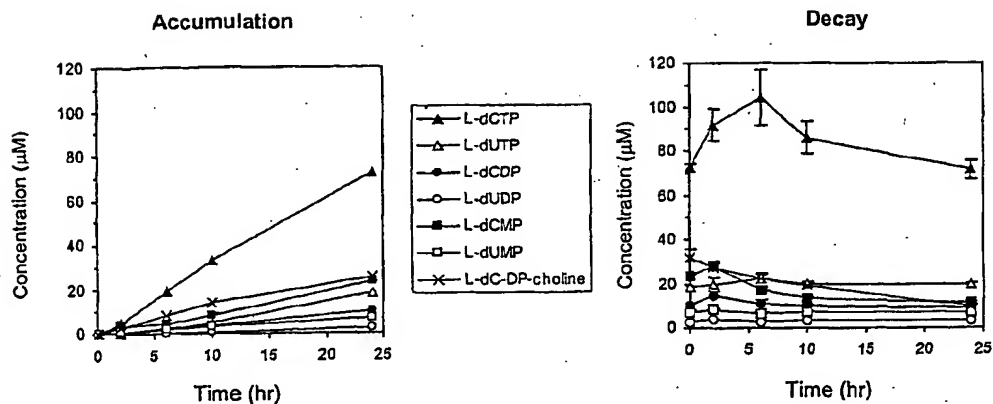 Accumulation
Concentration (µM)
120
100
80
60
40
20
0
0
5
10
15
20
25
Time (hr)
L-dCTP
L-dUTP
L-dCDP
L-dUDP
L-dCMP
L-dUMP
L-dC-DP-choline
Decay
Concentration (µM)
120
100
80
60
40
20
0
0
5
10
15
20
25
Time (hr)